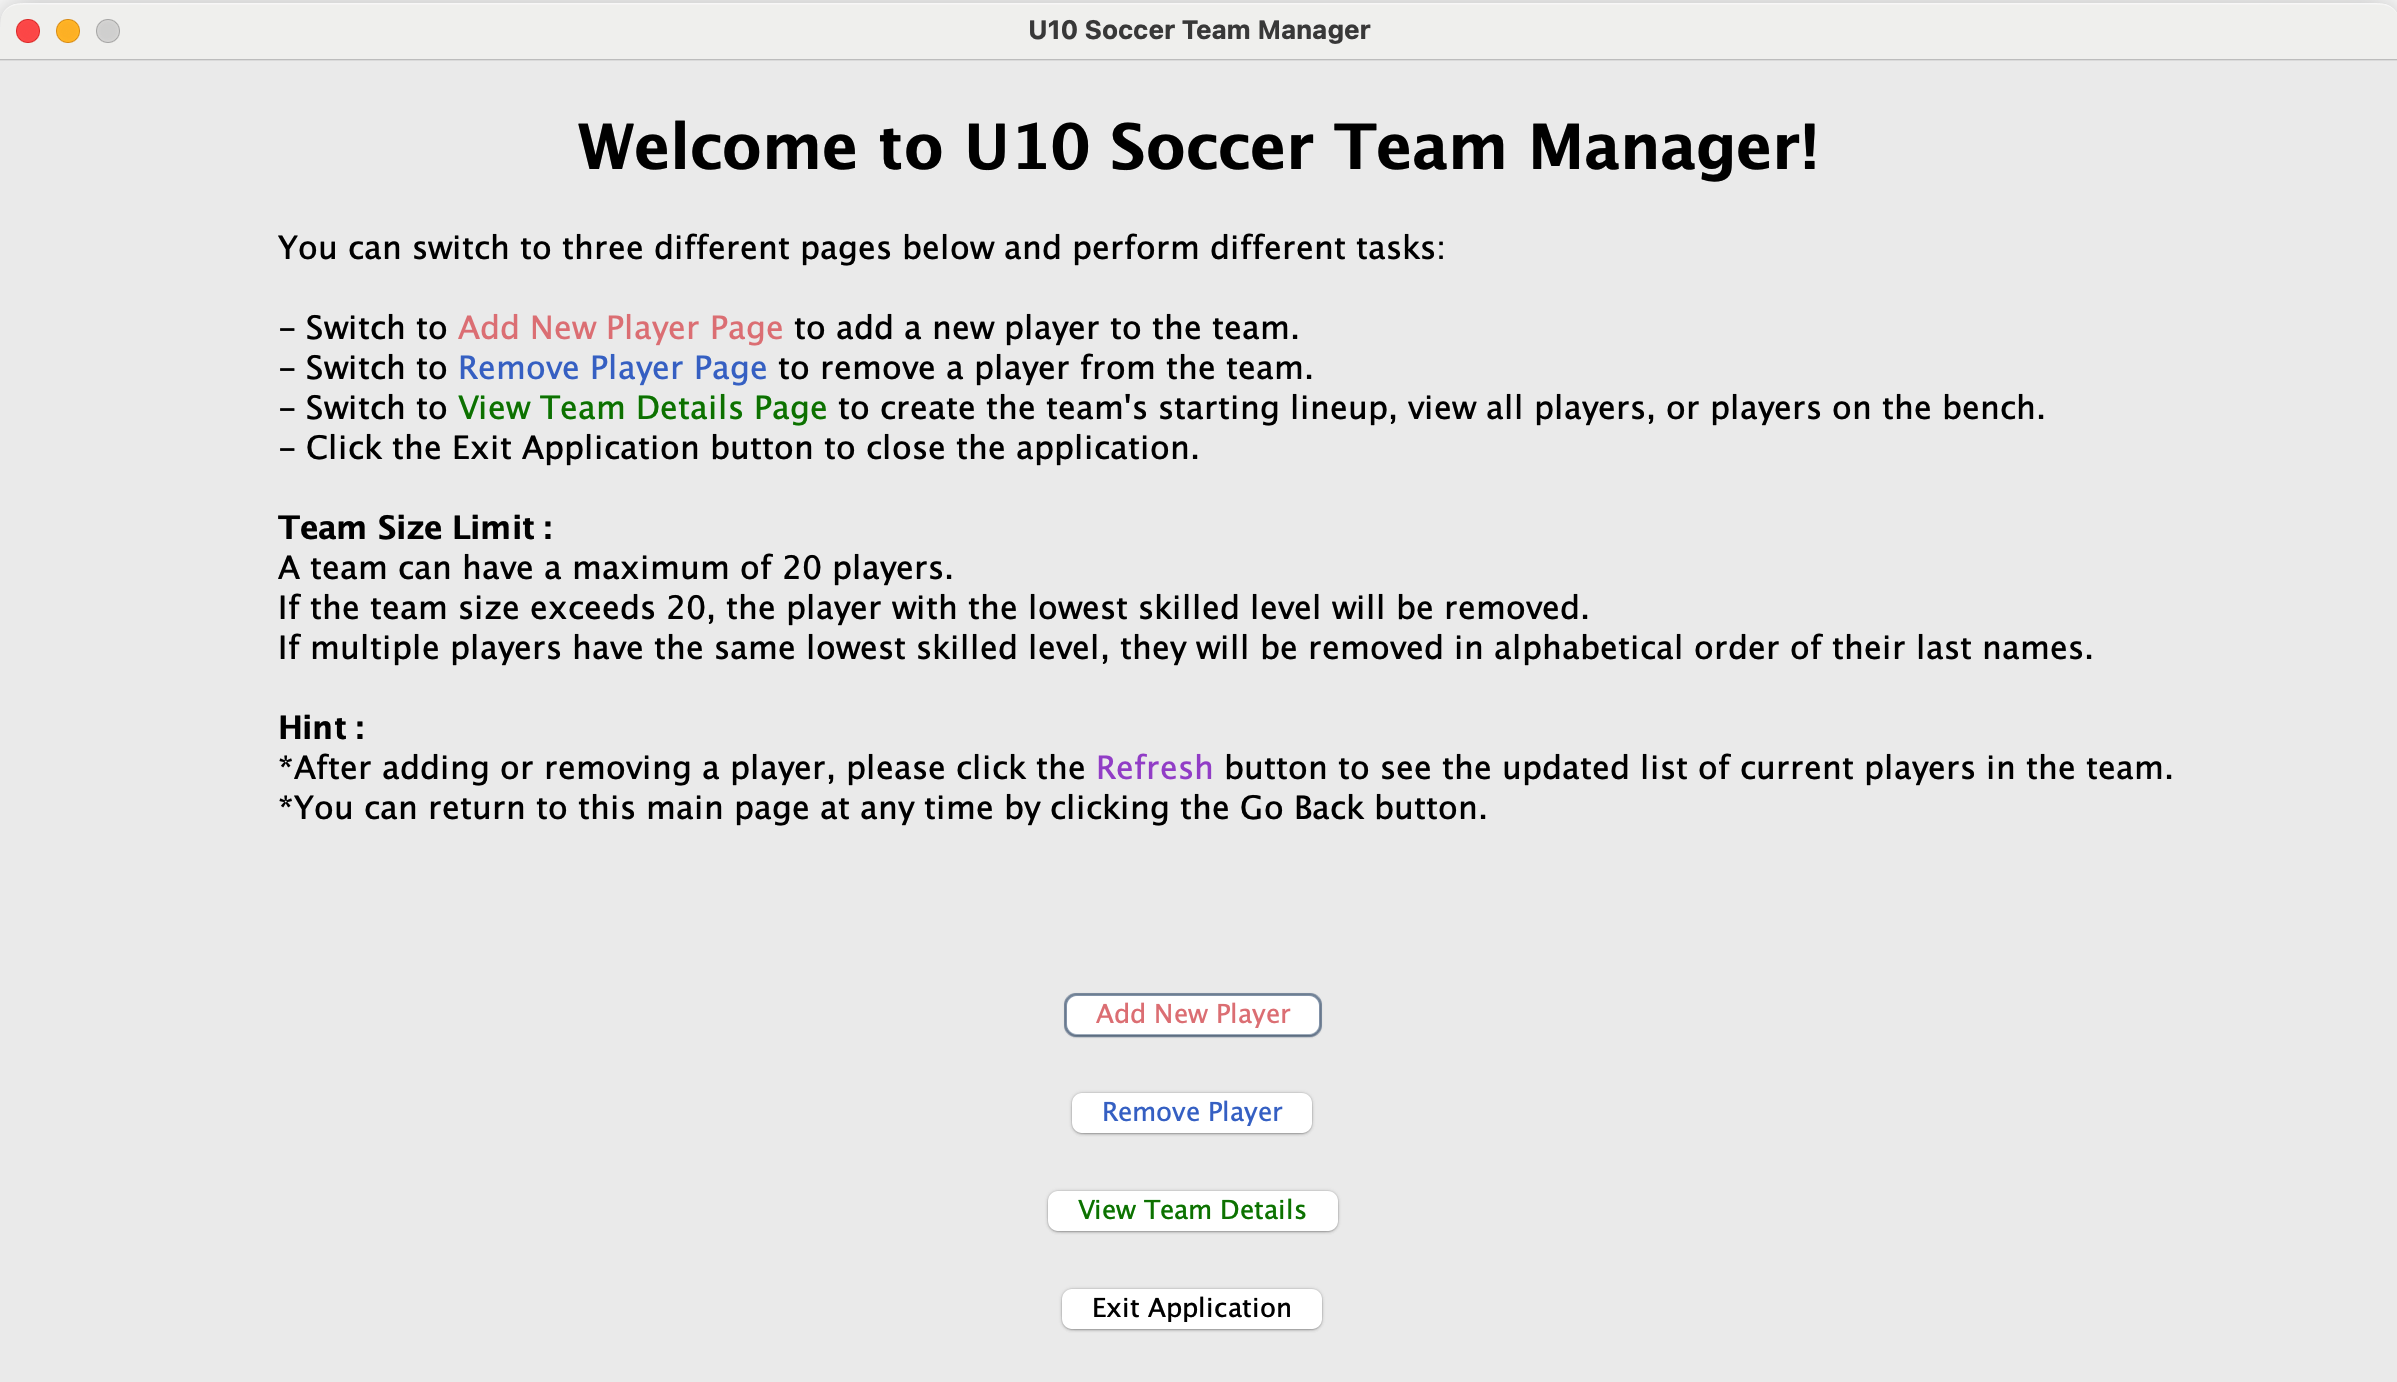 U10 Soccer Team Manager
Welcome to U10 Soccer Team Manager!
You can switch to three different pages below and perform different tasks:
– Switch to Add New Player Page to add a new player to the team.
– Switch to Remove Player Page to remove a player from the team.
– Switch to View Team Details Page to create the team's starting lineup, view all players, or players on the bench.
– Click the Exit Application button to close the application.
Team Size Limit :
A team can have a maximum of 20 players.
If the team size exceeds 20, the player with the lowest skilled level will be removed.
If multiple players have the same lowest skilled level, they will be removed in alphabetical order of their last names.
Hint :
*After adding or removing a player, please click the Refresh button to see the updated list of current players in the team.
*You can return to this main page at any time by clicking the Go Back button.
Add New Player
Remove Player
View Team Details
Exit Application